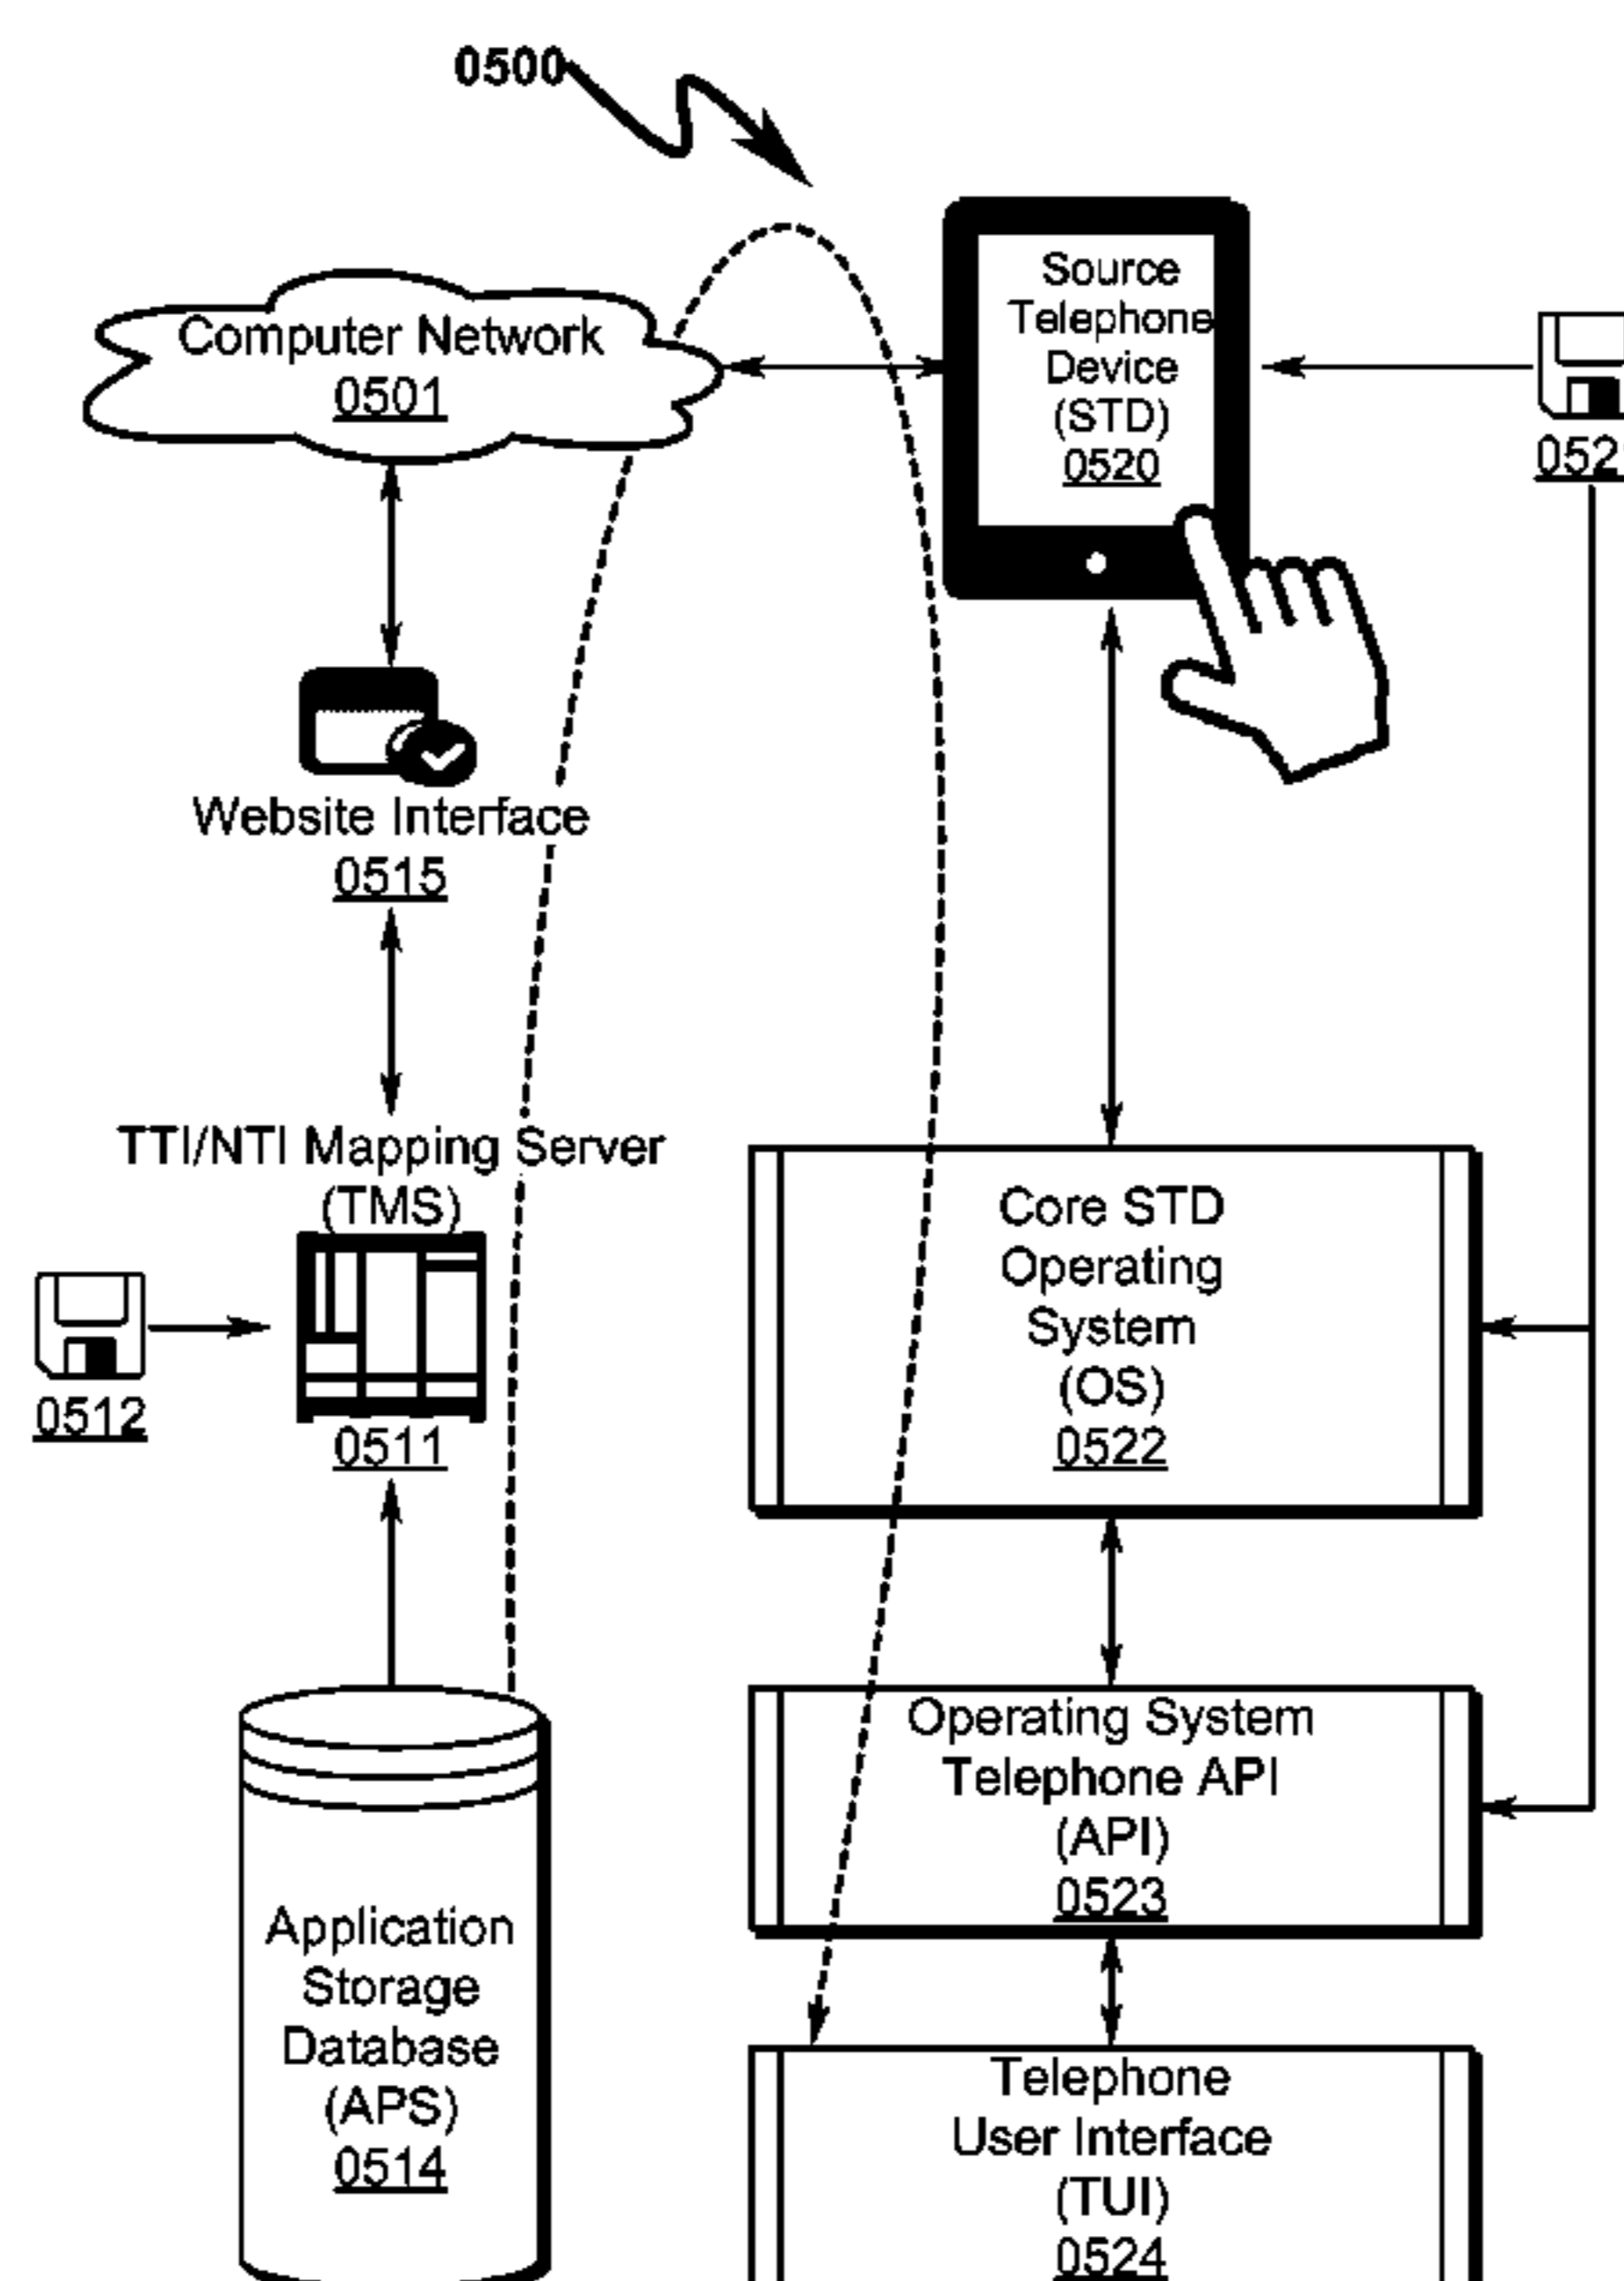 0500
Computer Network
0501
Source
Telephone
Device
(STD)
0520
052
Website Interface
0515
TTI/NTI Mapping Server
(TMS)
0512
0511
Core STD
Operating
System
(OS)
0522
Operating System
Telephone API
(API)
0523
Application
Storage
Database
(APS)
0514
Telephone
User Interface
(TUI)
0524